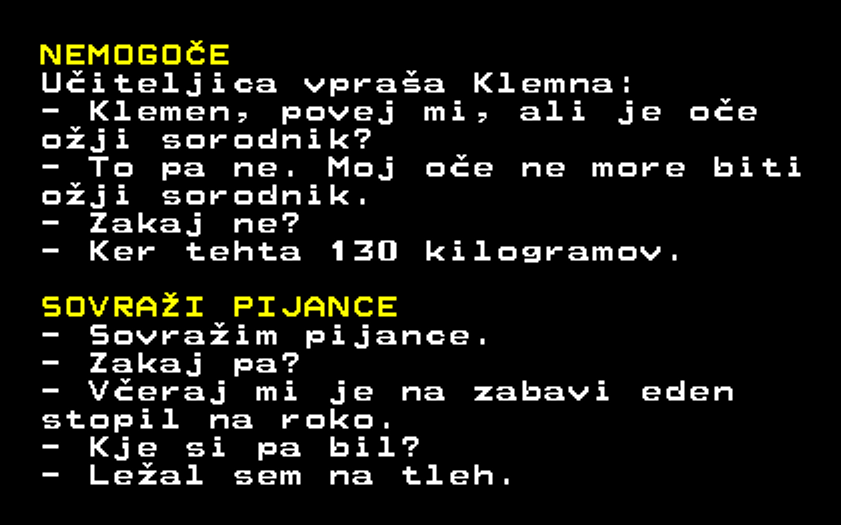 NEMOGOČE
Učiteljica vpraša Klemna:
- Klemen, povej mi, ali je oče
ožji sorodnik?
- To pa ne. Moj oče ne more biti
ožji sorodnik.
- Zakaj ne?
- Ker tehta 130 kilogramov.
SOVRAŽI PIJANCE
- Sovražim pijance.
- Zakaj pa?
- Včeraj mi je na zabavi eden
stopil na roko.
- Kje si pa bil?
- Ležal sem na tleh.